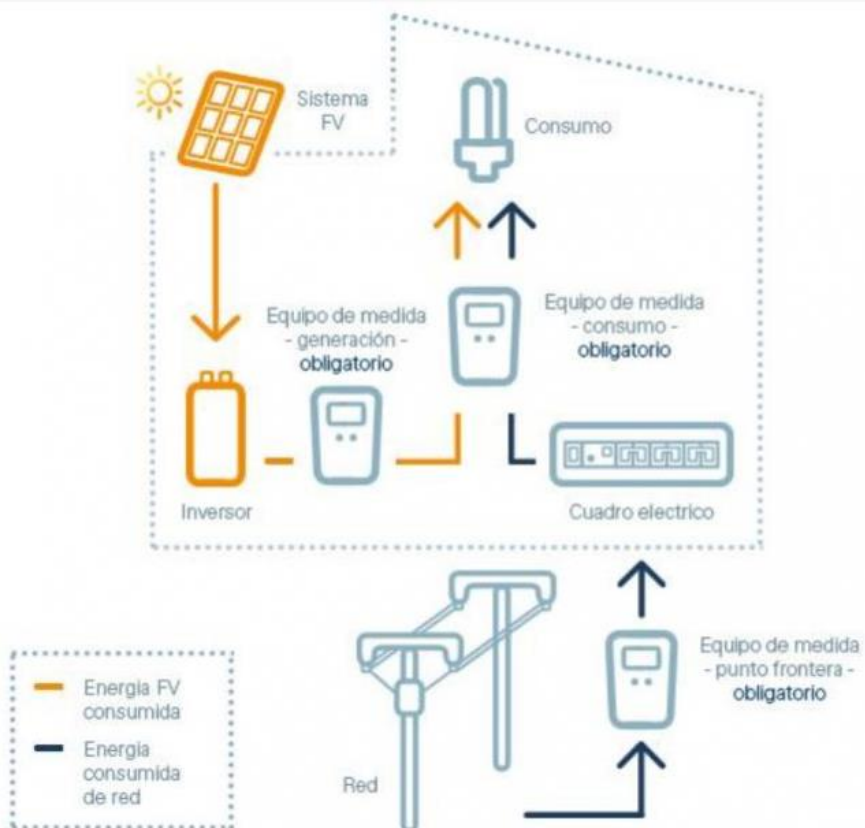 Sistema
FV
Consumo
Equipo de medida
- generación -
obligatorio
Equipo de medida
- consumo -
obligatorio
Inversor
Cuadro electrico
Equipo de medida
- punto frontera -
obligatorio
Energia FV
consumida
Energia
consumida
de red
Red